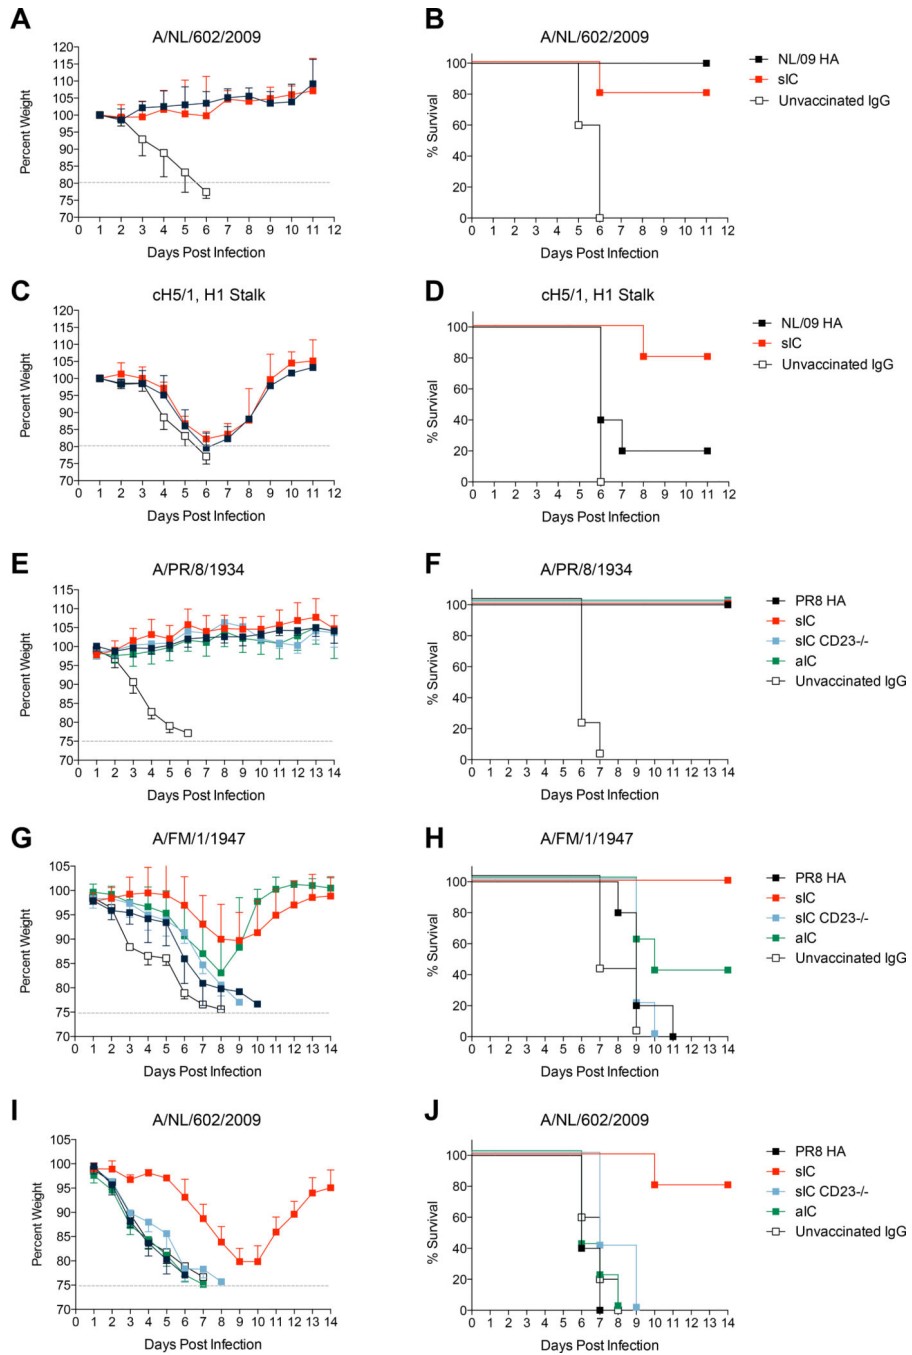 A
A/NL/602/2009
120
115
110
105
100
95
90
85
80
75
70
Percent Weight
0 1 2 3 4 5 6 7 8 9 10 11 12
Days Post Infection
B
A/NL/602/2009
100
80
60
40
20
0
% Survival
0 1 2 3 4 5 6 7 8 9 10 11 12
Days Post Infection
NL/09 HA
sIC
Unvaccinated IgG
C
cH5/1, H1 Stalk
120
115
110
105
100
95
90
85
80
75
70
Percent Weight
0 1 2 3 4 5 6 7 8 9 10 11 12
Days Post Infection
D
cH5/1, H1 Stalk
100
80
60
40
20
0
% Survival
0 1 2 3 4 5 6 7 8 9 10 11 12
Days Post Infection
NL/09 HA
sIC
Unvaccinated IgG
E
A/PR/8/1934
115
110
105
100
95
90
85
80
75
70
Percent Weight
0 1 2 3 4 5 6 7 8 9 10 11 12 13 14
Days Post Infection
F
A/PR/8/1934
100
80
60
40
20
0
% Survival
0 1 2 3 4 5 6 7 8 9 10 11 12 13 14
Days Post Infection
PR8 HA
sIC
sIC CD23-/-
aIC
Unvaccinated IgG
G
A/FM/1/1947
105
100
95
90
85
80
75
70
Percent Weight
0 1 2 3 4 5 6 7 8 9 10 11 12 13 14
Days Post Infection
H
A/FM/1/1947
100
80
60
40
20
0
% Survival
0 1 2 3 4 5 6 7 8 9 10 11 12 13 14
Days Post Infection
PR8 HA
sIC
sIC CD23-/-
aIC
Unvaccinated IgG
I
A/NL/602/2009
105
100
95
90
85
80
75
70
Percent Weight
0 1 2 3 4 5 6 7 8 9 10 11 12 13 14
Days Post Infection
J
A/NL/602/2009
100
80
60
40
20
0
% Survival
0 1 2 3 4 5 6 7 8 9 10 11 12 13 14
Days Post Infection
PR8 HA
sIC
sIC CD23-/-
aIC
Unvaccinated IgG